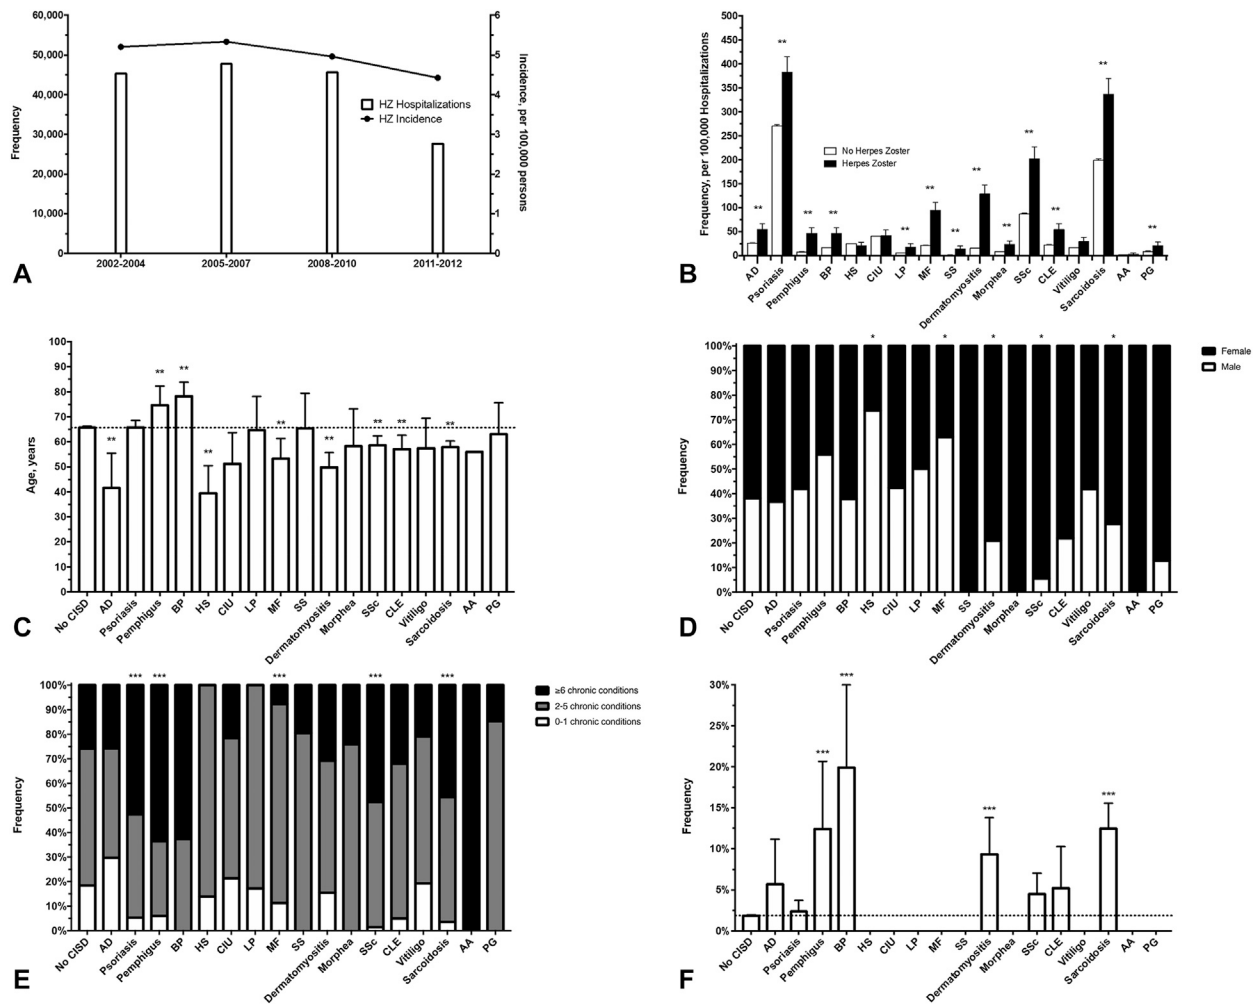 60,000
50,000
40,000
30,000
20,000
10,000
0
Frequency
6
5
4
3
2
1
0
Incidence, per 100,000 persons
HZ Hospitalizations
HZ Incidence
2002-2004 2005-2007 2008-2010 2011-2012
A
500
450
400
350
300
250
200
150
100
50
0
Frequency, per 100,000 Hospitalizations
** ** ** ** ** ** ** ** ** ** ** ** **
No Herpes Zoster
Herpes Zoster
AD Psoriasis Pemphigus BP HS CIU LP MF SS Dermatomyositis Morphea SSc CLE Vitiligo Sarcoidosis AA PG
B
100
90
80
70
60
50
40
30
20
10
0
Age, years
** ** ** ** ** ** ** ** **
No CISD AD Psoriasis Pemphigus BP HS CIU LP MF SS Dermatomyositis Morphea SSc CLE Vitiligo Sarcoidosis AA PG
C
100%
90%
80%
70%
60%
50%
40%
30%
20%
10%
0%
Frequency
* * * * *
Female
Male
No CISD AD Psoriasis Pemphigus BP HS CIU LP MF SS Dermatomyositis Morphea SSc CLE Vitiligo Sarcoidosis AA PG
D
100%
90%
80%
70%
60%
50%
40%
30%
20%
10%
0%
Frequency
*** *** *** *** ***
≥6 chronic conditions
2-5 chronic conditions
0-1 chronic conditions
No CISD AD Psoriasis Pemphigus BP HS CIU LP MF SS Dermatomyositis Morphea SSc CLE Vitiligo Sarcoidosis AA PG
E
30%
20%
15%
10%
5%
0%
Frequency
*** *** *** ***
No CISD AD Psoriasis Pemphigus BP HS CIU LP MF SS Dermatomyositis Morphea SSc CLE Vitiligo Sarcoidosis AA PG
F